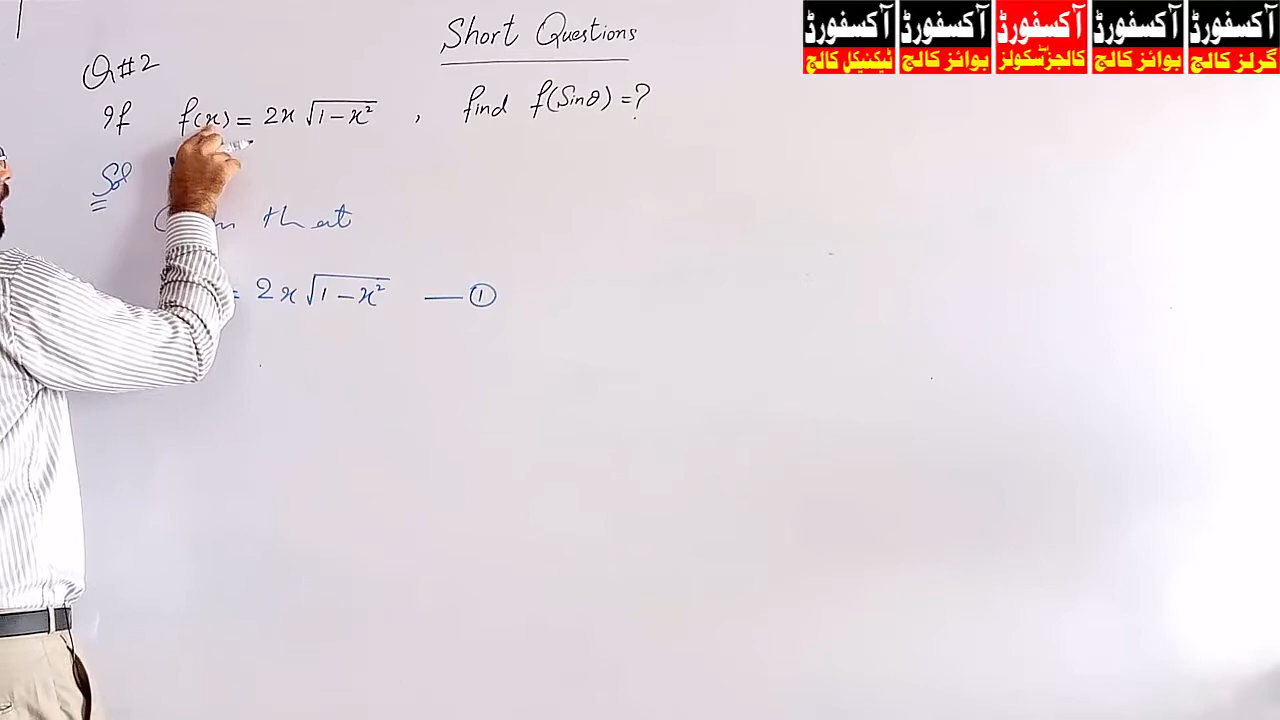 Short Questions
آکسفورڈ آکسفورڈ آکسفورڈ آکسفورڈ آکسفورڈ
ٹیکنیکل کالج بوائز کالج کالجز اینڈ سکولز بوائز کالج گرلز کالج
Q#2
If f(x) = 2x √(1-x²) , find f(Sinθ) = ?
Sol
that
= 2x √(1-x²) — ①